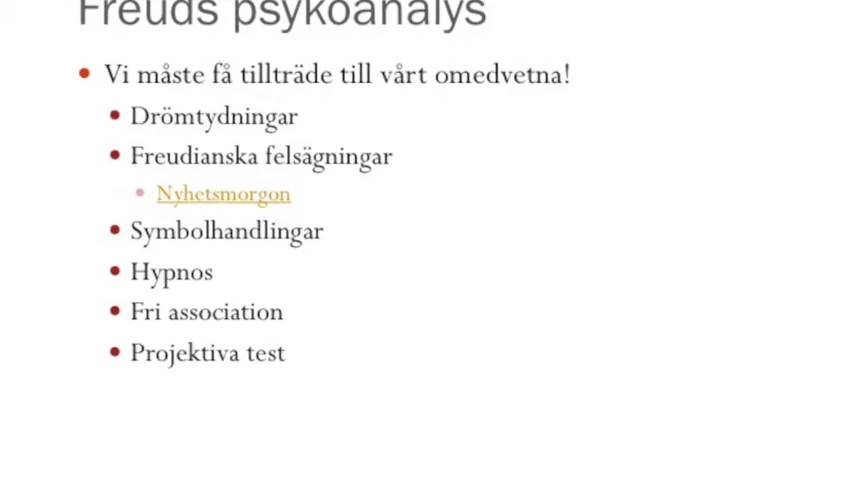 Freuds psykoanalys
Vi måste få tillträde till vårt omedvetna!
Drömtydningar
Freudianska felsägningar
Nyhetsmorgon
Symbolhandlingar
Hypnos
Fri association
Projektiva test